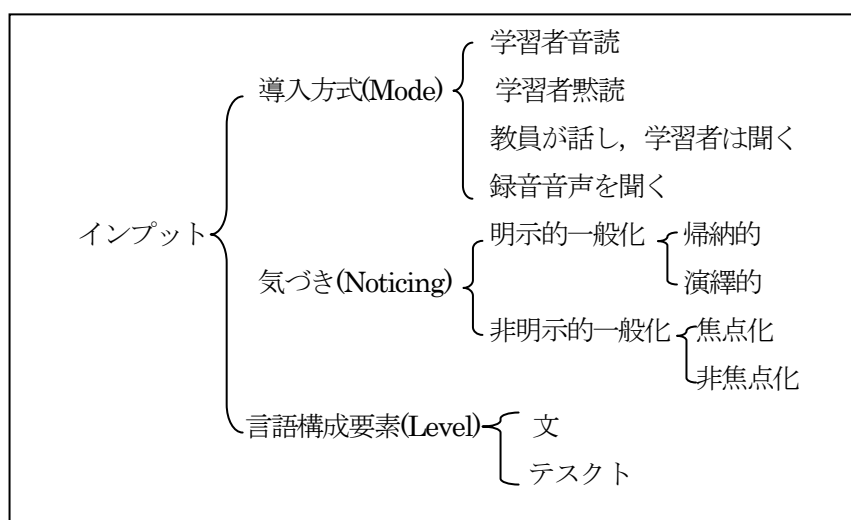 学習者音読
導入方式(Mode) 学習者黙読
教員が話し，学習者は聞く
録音音声を聞く
インプット 明示的一般化 帰納的
気づき(Noticing) 演繹的
非明示的一般化 焦点化
非焦点化
言語構成要素(Level) 文
テスクト